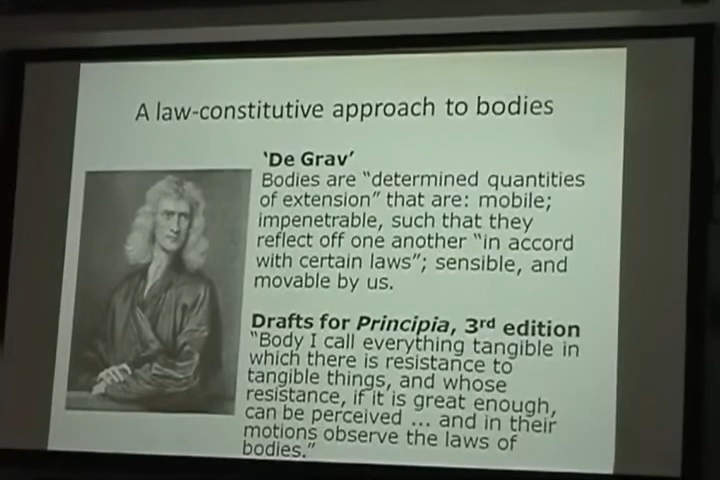 A law-constitutive approach to bodies
‘De Grav’
Bodies are “determined quantities
of extension” that are: mobile;
impenetrable, such that they
reflect off one another “in accord
with certain laws”; sensible, and
movable by us.
Drafts for Principia, 3rd edition
“Body I call everything tangible in
which there is resistance to
tangible things, and whose
resistance, if it is great enough,
can be perceived ... and in their
motions observe the laws of
bodies.”